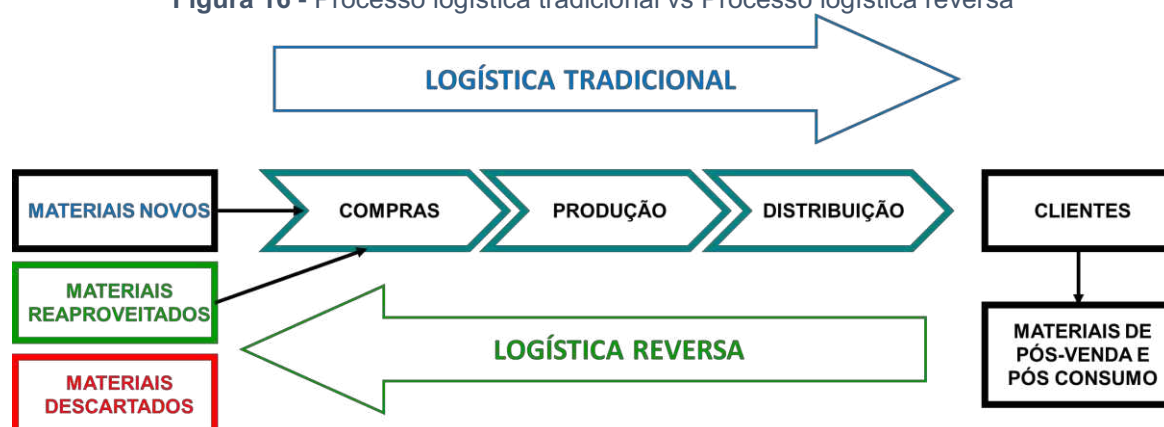 Figura 16 - Processo logística tradicional vs Processo logística reversa
LOGÍSTICA TRADICIONAL
MATERIAIS NOVOS
COMPRAS
PRODUÇÃO
DISTRIBUIÇÃO
CLIENTES
MATERIAIS
REAPROVEITADOS
LOGÍSTICA REVERSA
MATERIAIS DE
PÓS-VENDA E
PÓS CONSUMO
MATERIAIS
DESCARTADOS